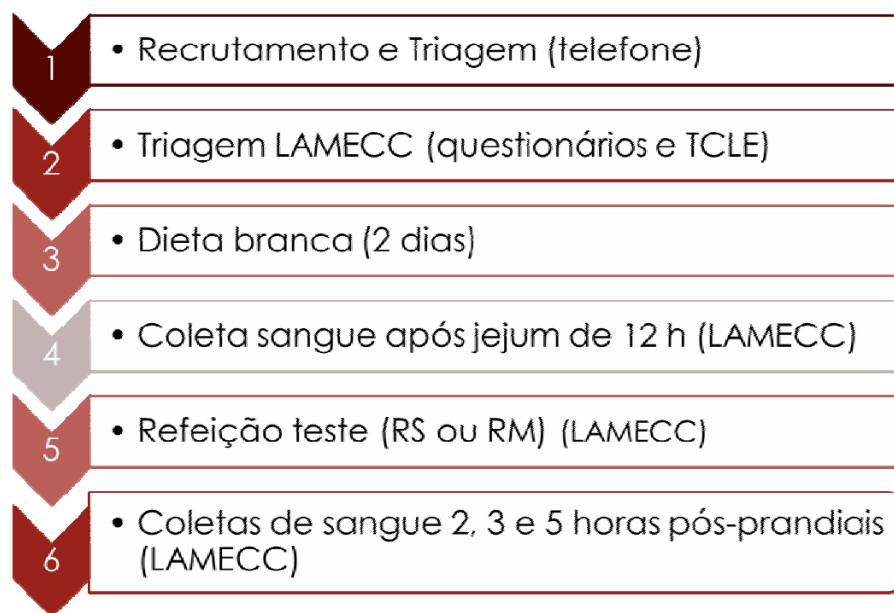 1
• Recrutamento e Triagem (telefone)
2
• Triagem LAMECC (questionários e TCLE)
3
• Dieta branca (2 dias)
4
• Coleta sangue após jejum de 12 h (LAMECC)
5
• Refeição teste (RS ou RM) (LAMECC)
6
• Coletas de sangue 2, 3 e 5 horas pós-prandiais
(LAMECC)